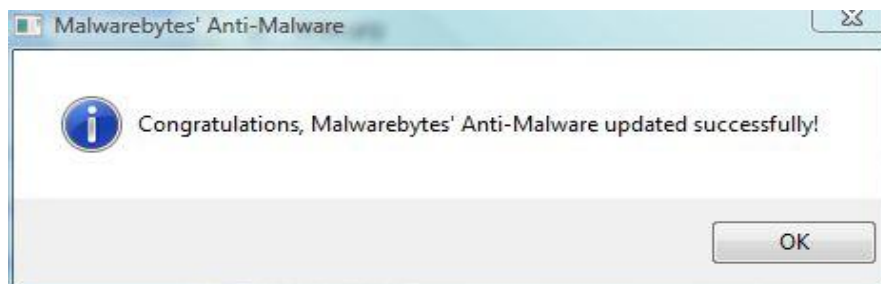 Malwarebytes' Anti-Malware
Congratulations, Malwarebytes' Anti-Malware updated successfully!
OK